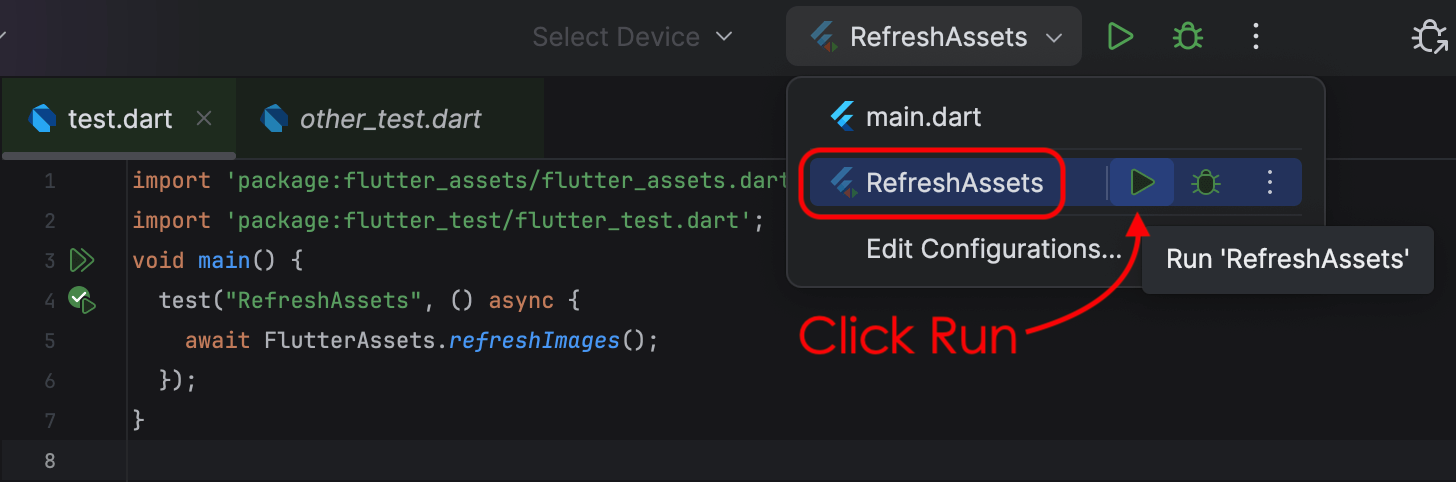 Select Device
RefreshAssets
test.dart
other_test.dart
main.dart
RefreshAssets
Edit Configurations...
Run 'RefreshAssets'
Click Run
1 import 'package:flutter_assets/flutter_assets.dart
2 import 'package:flutter_test/flutter_test.dart';
3 void main() {
4 test("RefreshAssets", () async {
5 await FlutterAssets.refreshImages();
6 });
7 }
8